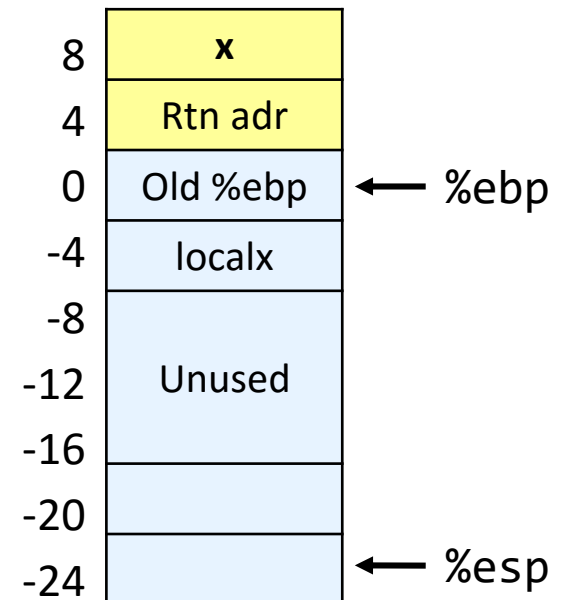 8 x
4 Rtn adr
0 Old %ebp %ebp
-4 localx
-8
-12 Unused
-16
-20
-24 %esp